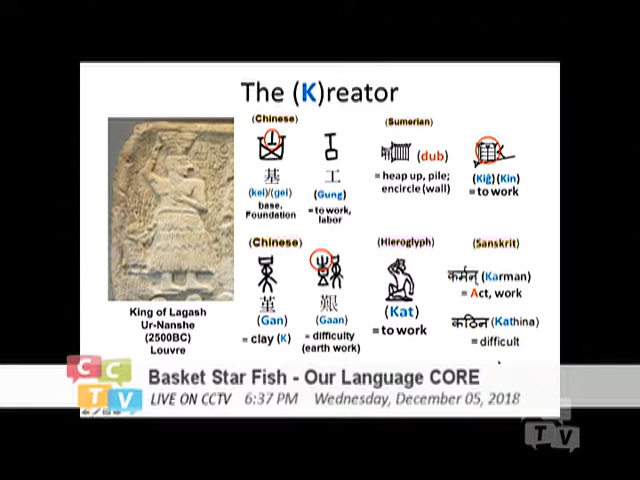 The (K)reator
(Chinese)
基
(kei)/(gei)
base,
Foundation
工
(Gung)
= to work,
labor
(Sumerian)
(dub)
= heap up, pile;
encircle (wall)
(Kiĝ) (Kin)
= to work
King of Lagash
Ur-Nanshe
(2500BC)
Louvre
(Chinese)
堇
(Gan)
= clay (K)
艱
(Gaan)
= difficulty
(earth work)
(Hieroglyph)
(Kat)
= to work
(Sanskrit)
कर्मन् (Karman)
= Act, work
कठिन (Kathina)
= difficult
CCTV
Basket Star Fish - Our Language CORE
LIVE ON CCTV 6:37 PM Wednesday, December 05, 2018
TV